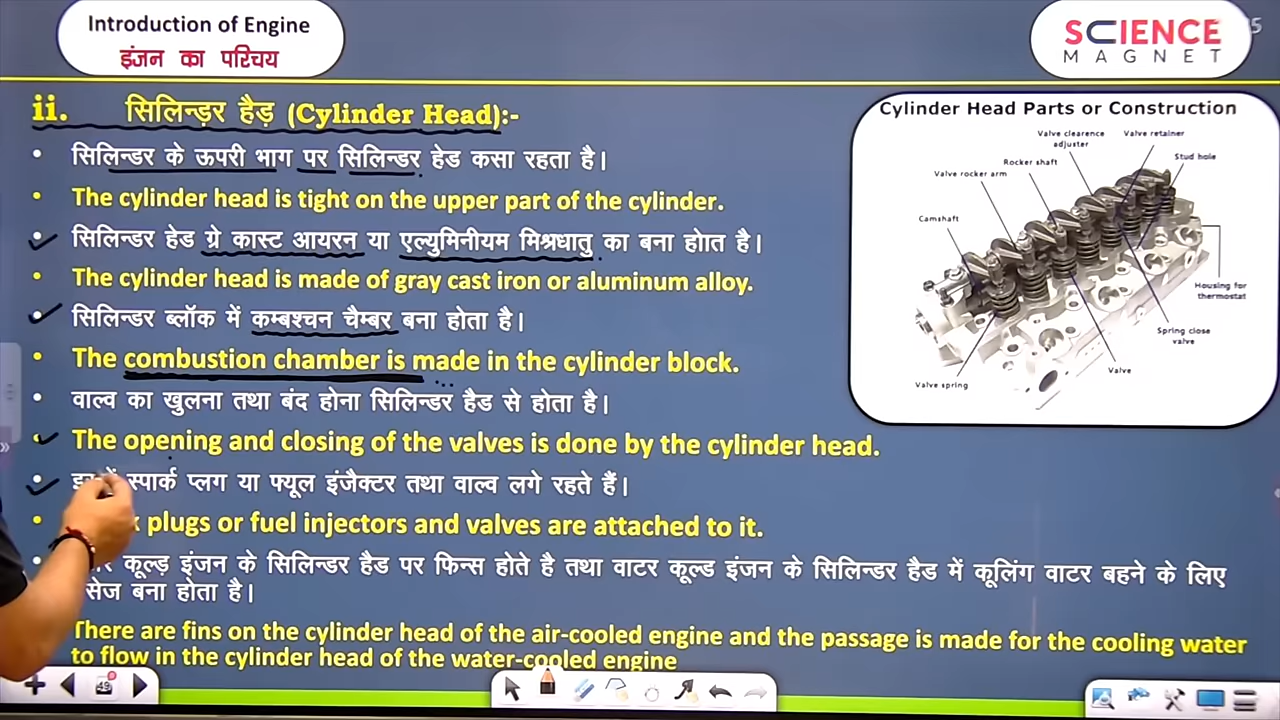 Introduction of Engine
इंजन का परिचय
SCIENCE
MAGNET
ii. सिलिन्ड़र हैड़ (Cylinder Head):-
• सिलिन्डर के ऊपरी भाग पर सिलिन्डर हेड कसा रहता है।
• The cylinder head is tight on the upper part of the cylinder.
• सिलिन्डर हेड ग्रे कास्ट आयरन या एल्युमिनीयम मिश्रधातु का बना होात है।
• The cylinder head is made of gray cast iron or aluminum alloy.
• सिलिन्डर ब्लॉक में कम्बश्चन चैम्बर बना होता है।
• The combustion chamber is made in the cylinder block.
• वाल्व का खुलना तथा बंद होना सिलिन्डर हैड से होता है।
• The opening and closing of the valves is done by the cylinder head.
• स्पार्क प्लग या फ्यूल इंजैक्टर तथा वाल्व लगे रहते हैं।
• plugs or fuel injectors and valves are attached to it.
• कूल्ड़ इंजन के सिलिन्डर हैड पर फिन्स होते है तथा वाटर कूल्ड इंजन के सिलिन्डर हैड में कूलिंग वाटर बहने के लिए
बना होता है।
There are fins on the cylinder head of the air-cooled engine and the passage is made for the cooling water
to flow in the cylinder head of the water-cooled engine
Cylinder Head Parts or Construction
Valve clearance
adjuster
Valve retainer
Rocker shaft
Stud hole
Valve rocker arm
Camshaft
Housing for
thermostat
Spring close
valve
Valve
Valve spring
49